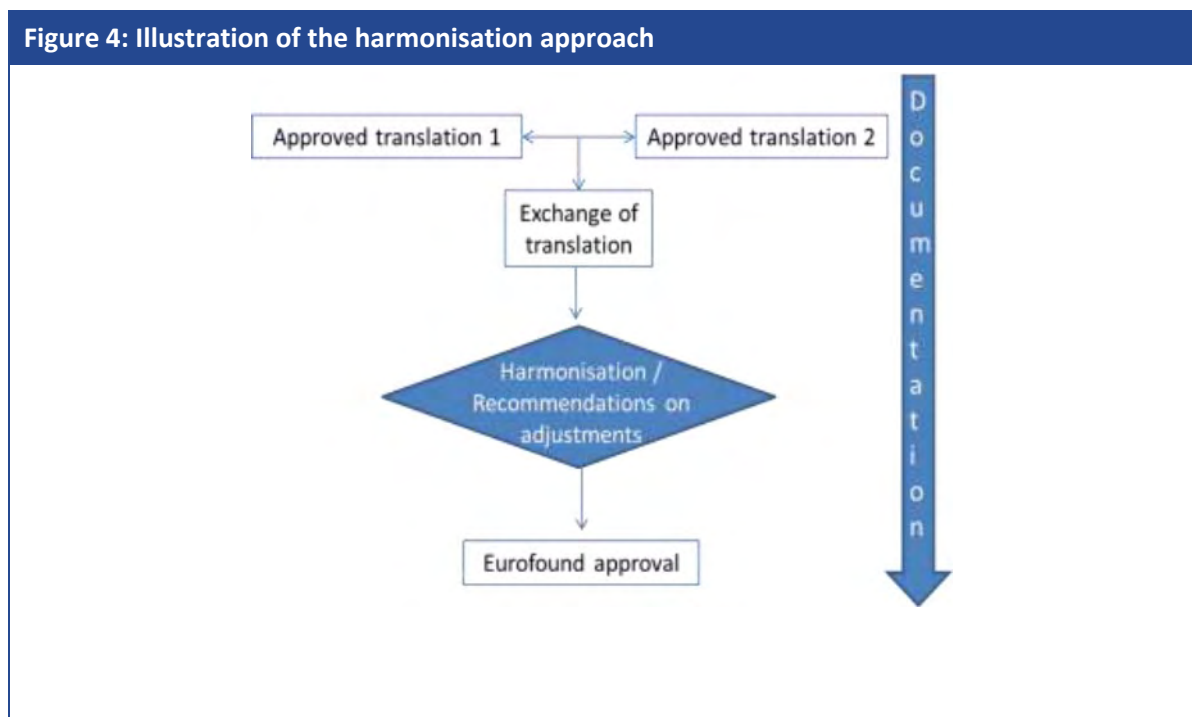 Figure 4: Illustration of the harmonisation approach
Approved translation 1
Approved translation 2
Exchange of
translation
Harmonisation /
Recommendations on
adjustments
Eurofound approval
Documentation